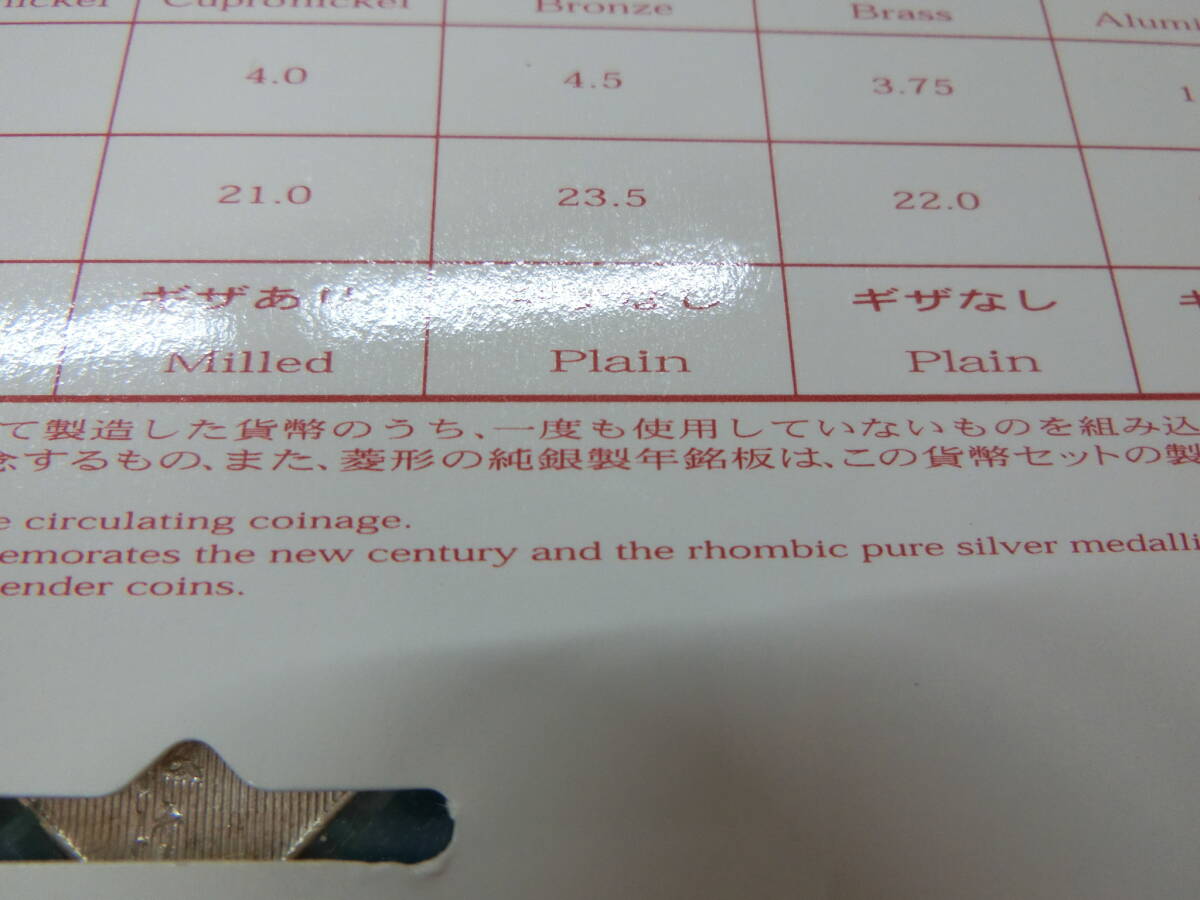 Cupronickel Bronze Brass
4.0 4.5 3.75
21.0 23.5 22.0
ギザあり ギザなし
Milled Plain Plain
て製造した貨幣のうち、一度も使用していないものを組み込
念するもの、また、菱形の純銀製年銘板は、この貨幣セットの製
circulating coinage.
the new century and the rhombic pure silver
coins.